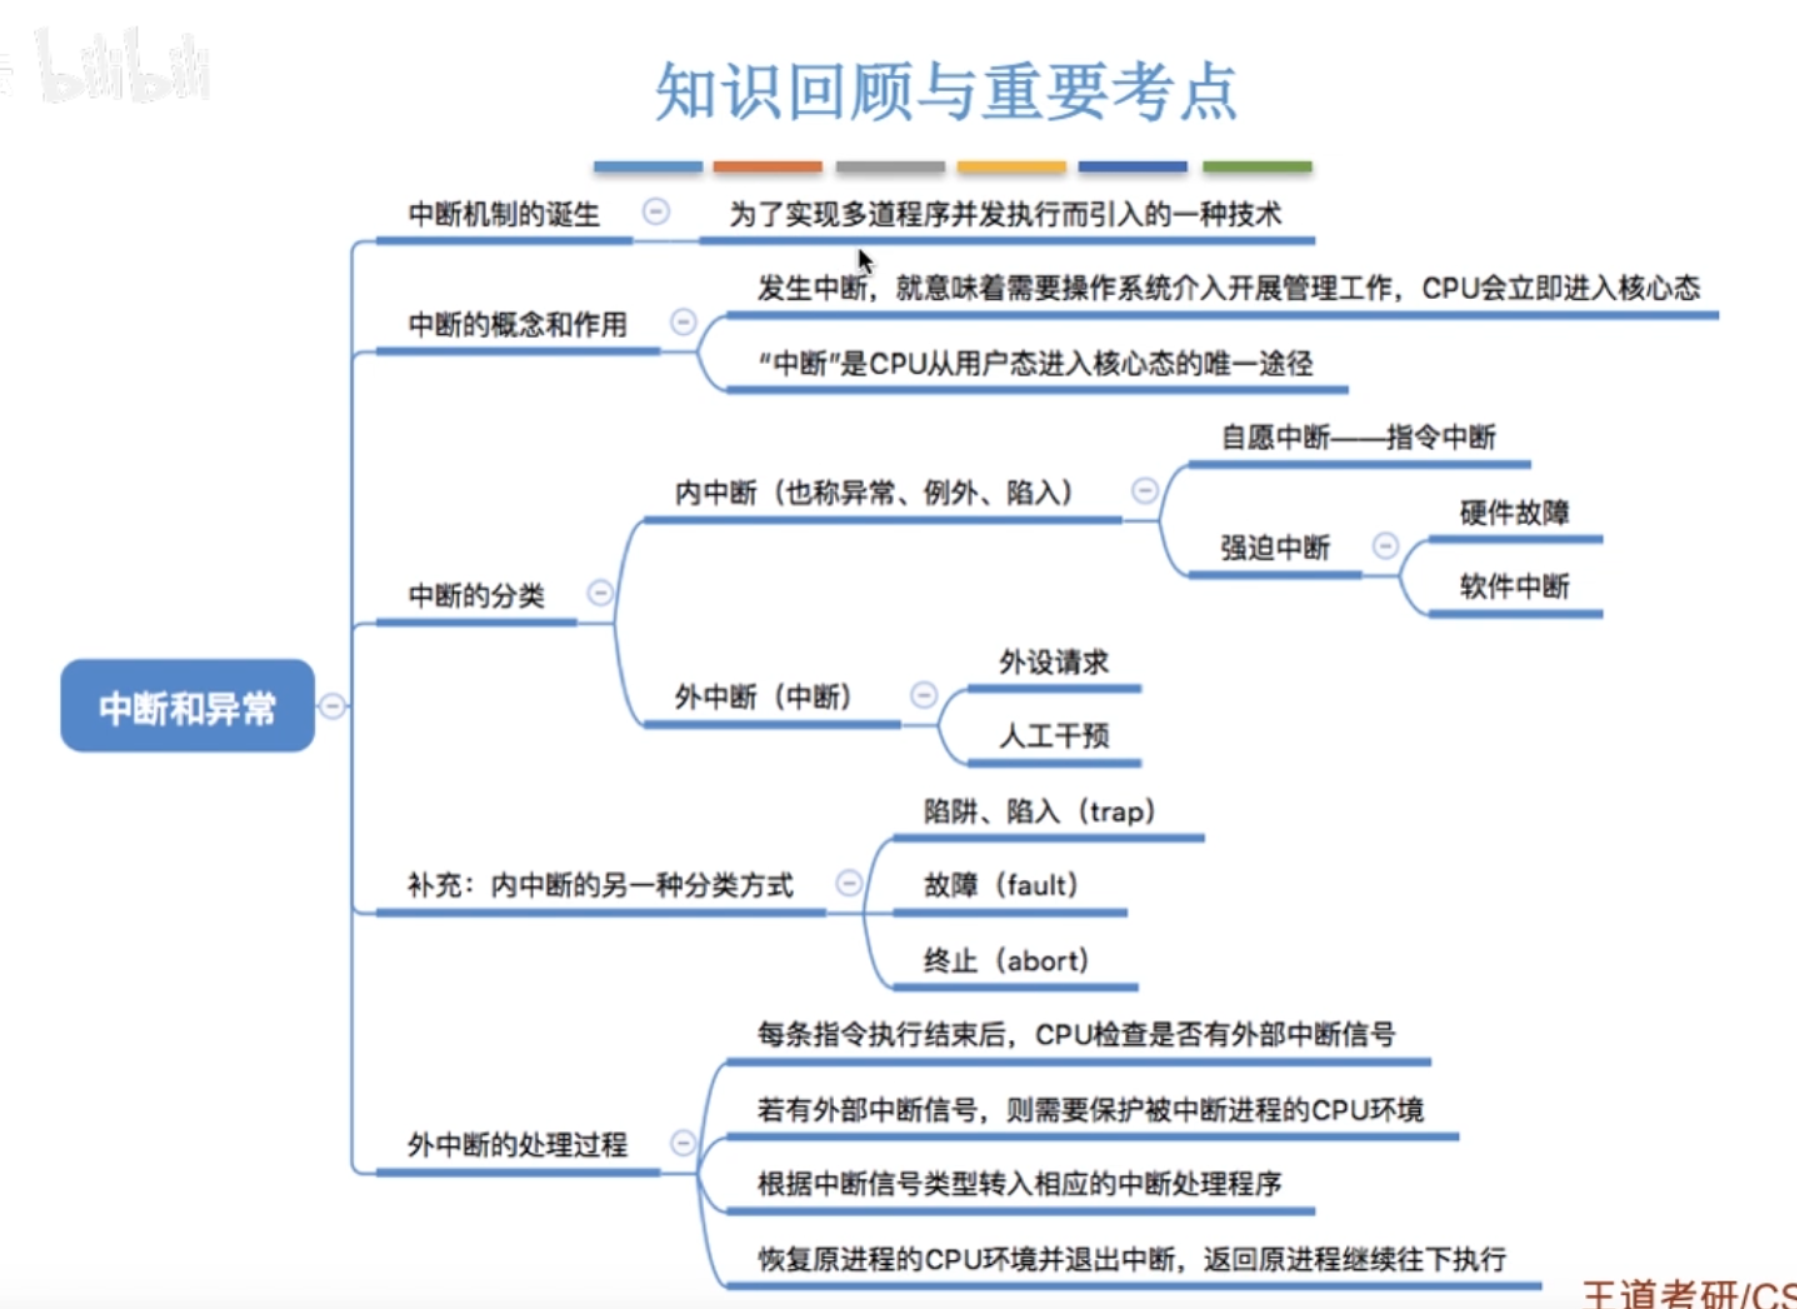 bilibili
知识回顾与重要考点
中断机制的诞生
为了实现多道程序并发执行而引入的一种技术
中断的概念和作用
发生中断，就意味着需要操作系统介入开展管理工作，CPU会立即进入核心态
“中断”是CPU从用户态进入核心态的唯一途径
中断的分类
内中断（也称异常、例外、陷入）
自愿中断——指令中断
强迫中断
硬件故障
软件中断
外中断（中断）
外设请求
人工干预
中断和异常
补充：内中断的另一种分类方式
陷阱、陷入（trap）
故障（fault）
终止（abort）
外中断的处理过程
每条指令执行结束后，CPU检查是否有外部中断信号
若有外部中断信号，则需要保护被中断进程的CPU环境
根据中断信号类型转入相应的中断处理程序
恢复原进程的CPU环境并退出中断，返回原进程继续往下执行
王道考研/CS